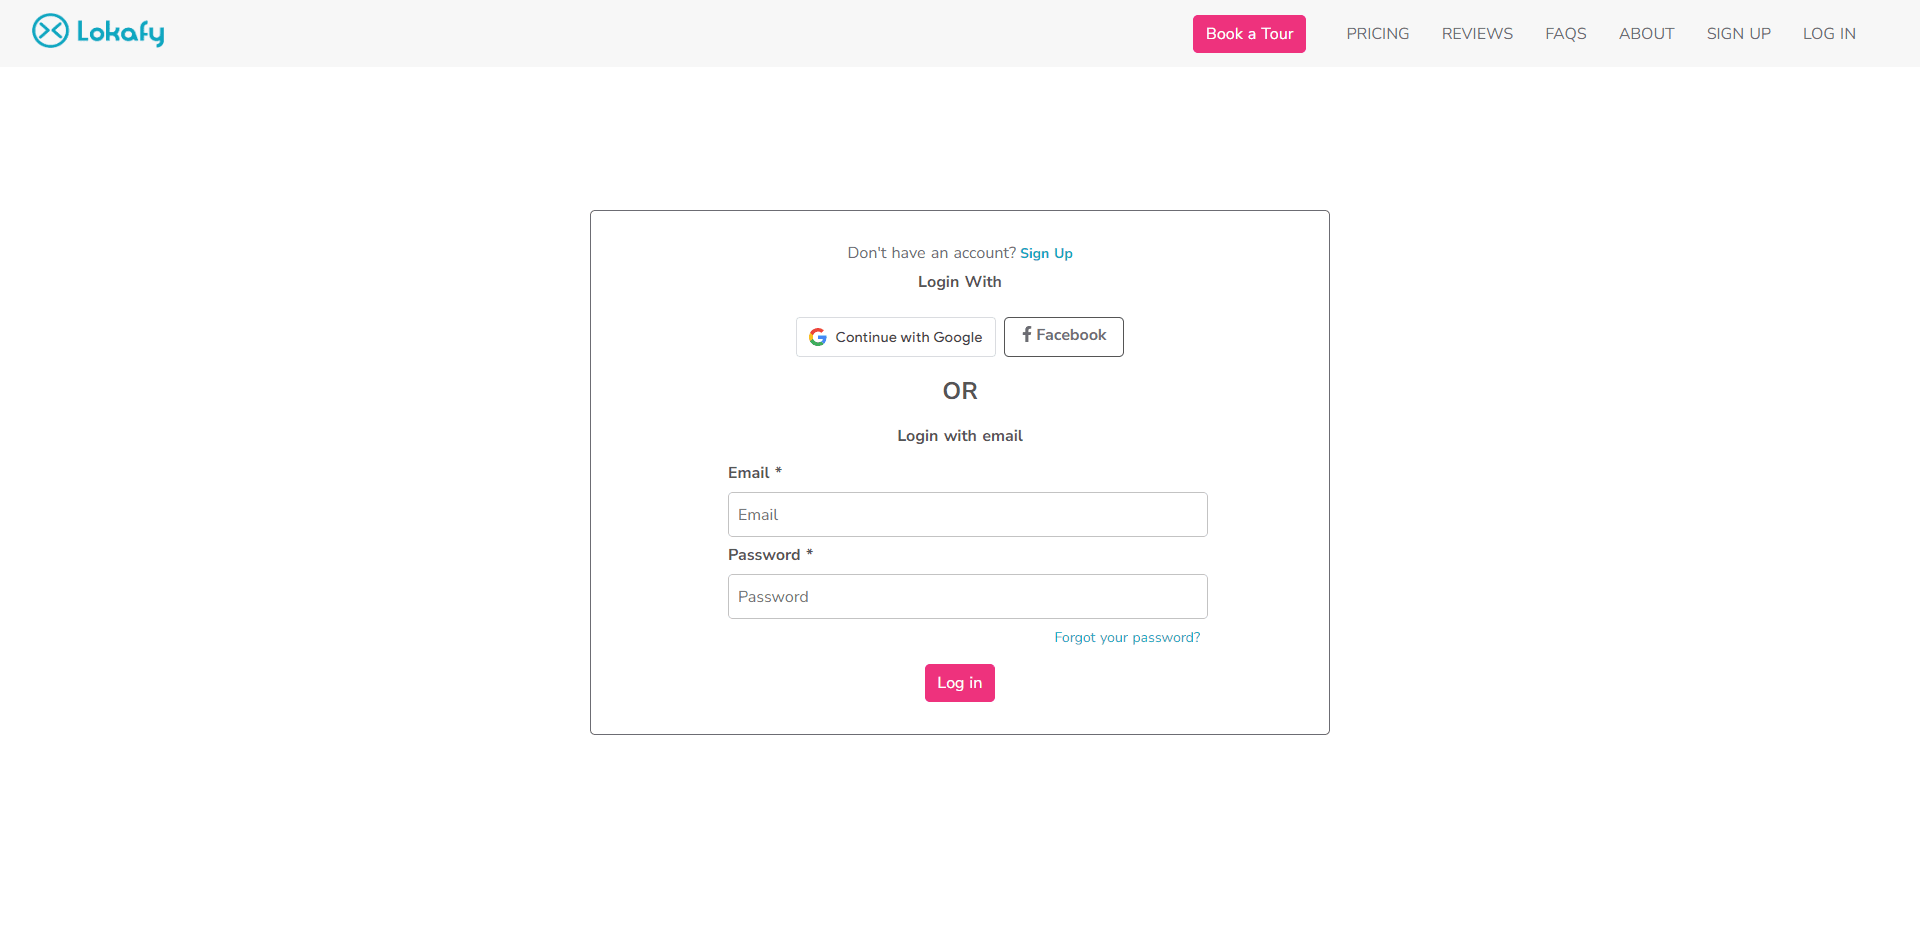 Lokafy
Book a Tour PRICING REVIEWS FAQS ABOUT SIGN UP LOG IN
Don't have an account? Sign Up
Login With
Continue with Google Facebook
OR
Login with email
Email *
Email
Password *
Password
Forgot your password?
Log in